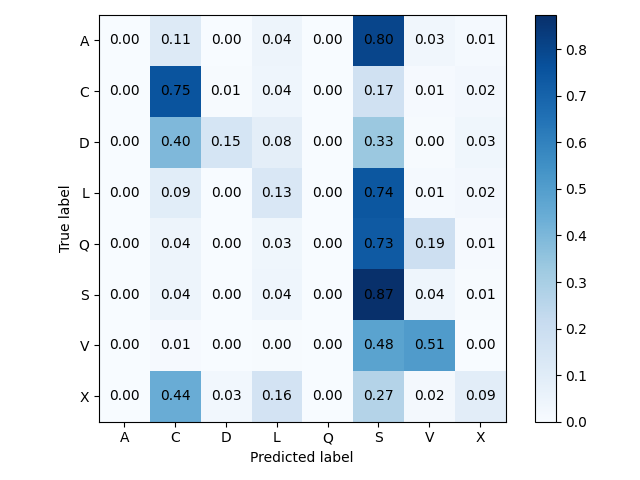 A 0.00 0.11 0.00 0.04 0.00 0.80 0.03 0.01
C 0.00 0.75 0.01 0.04 0.00 0.17 0.01 0.02
D 0.00 0.40 0.15 0.08 0.00 0.33 0.00 0.03
L 0.00 0.09 0.00 0.13 0.00 0.74 0.01 0.02
Q 0.00 0.04 0.00 0.03 0.00 0.73 0.19 0.01
S 0.00 0.04 0.00 0.04 0.00 0.87 0.04 0.01
V 0.00 0.01 0.00 0.00 0.00 0.48 0.51 0.00
X 0.00 0.44 0.03 0.16 0.00 0.27 0.02 0.09
A C D L Q S V X
Predicted label
True label
0.8
0.7
0.6
0.5
0.4
0.3
0.2
0.1
0.0